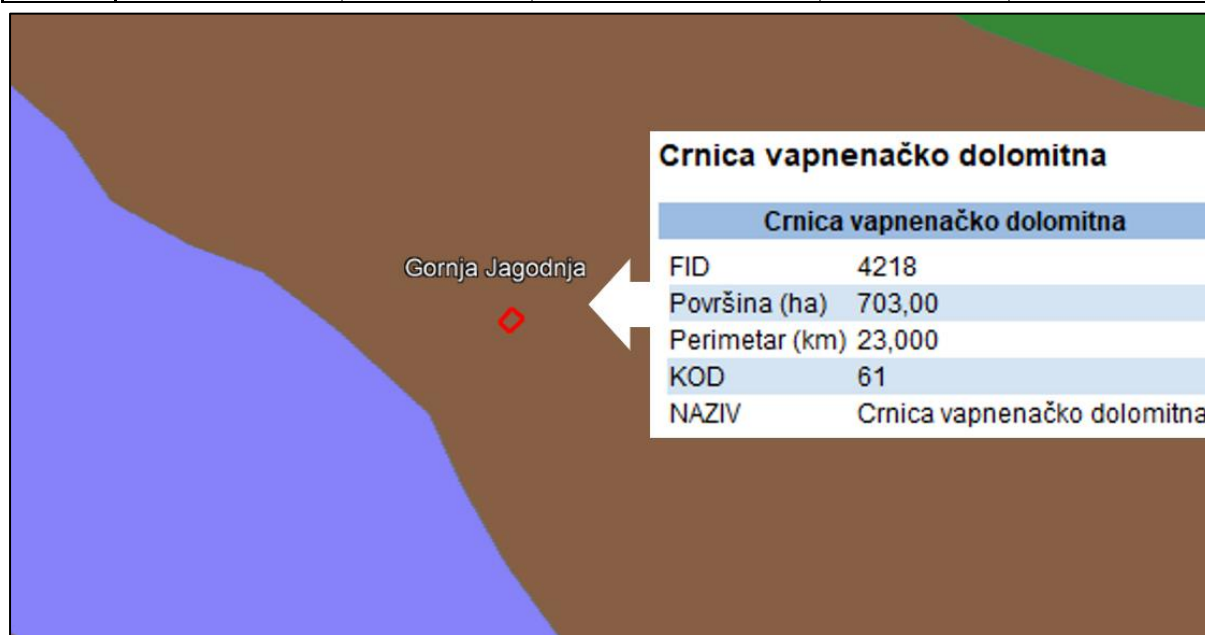 Crnica vapnenačko dolomitna
Crnica vapnenačko dolomitna
Gornja Jagodnja
FID 4218
Površina (ha) 703,00
Perimetar (km) 23,000
KOD 61
NAZIV Crnica vapnenačko dolomitna